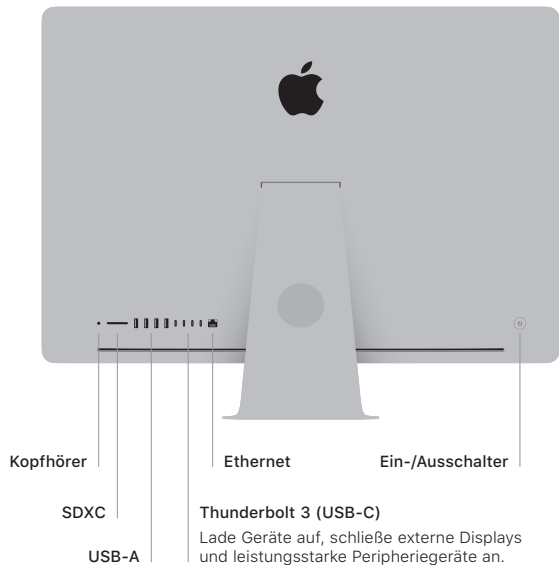 Kopfhörer
Ethernet
Ein-/Ausschalter
SDXC
Thunderbolt 3 (USB-C)
Lade Geräte auf, schließe externe Displays
und leistungsstarke Peripheriegeräte an.
USB-A